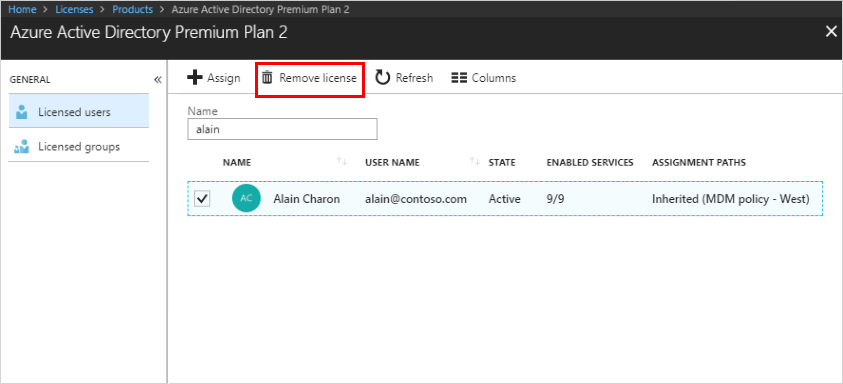 Home > Licenses > Products > Azure Active Directory Premium Plan 2
Azure Active Directory Premium Plan 2
GENERAL
Licensed users
Licensed groups
Assign Remove license Refresh Columns
Name
alain
NAME USER NAME STATE ENABLED SERVICES ASSIGNMENT PATHS
AC Alain Charon alain@contoso.com Active 9/9 Inherited (MDM policy - West)